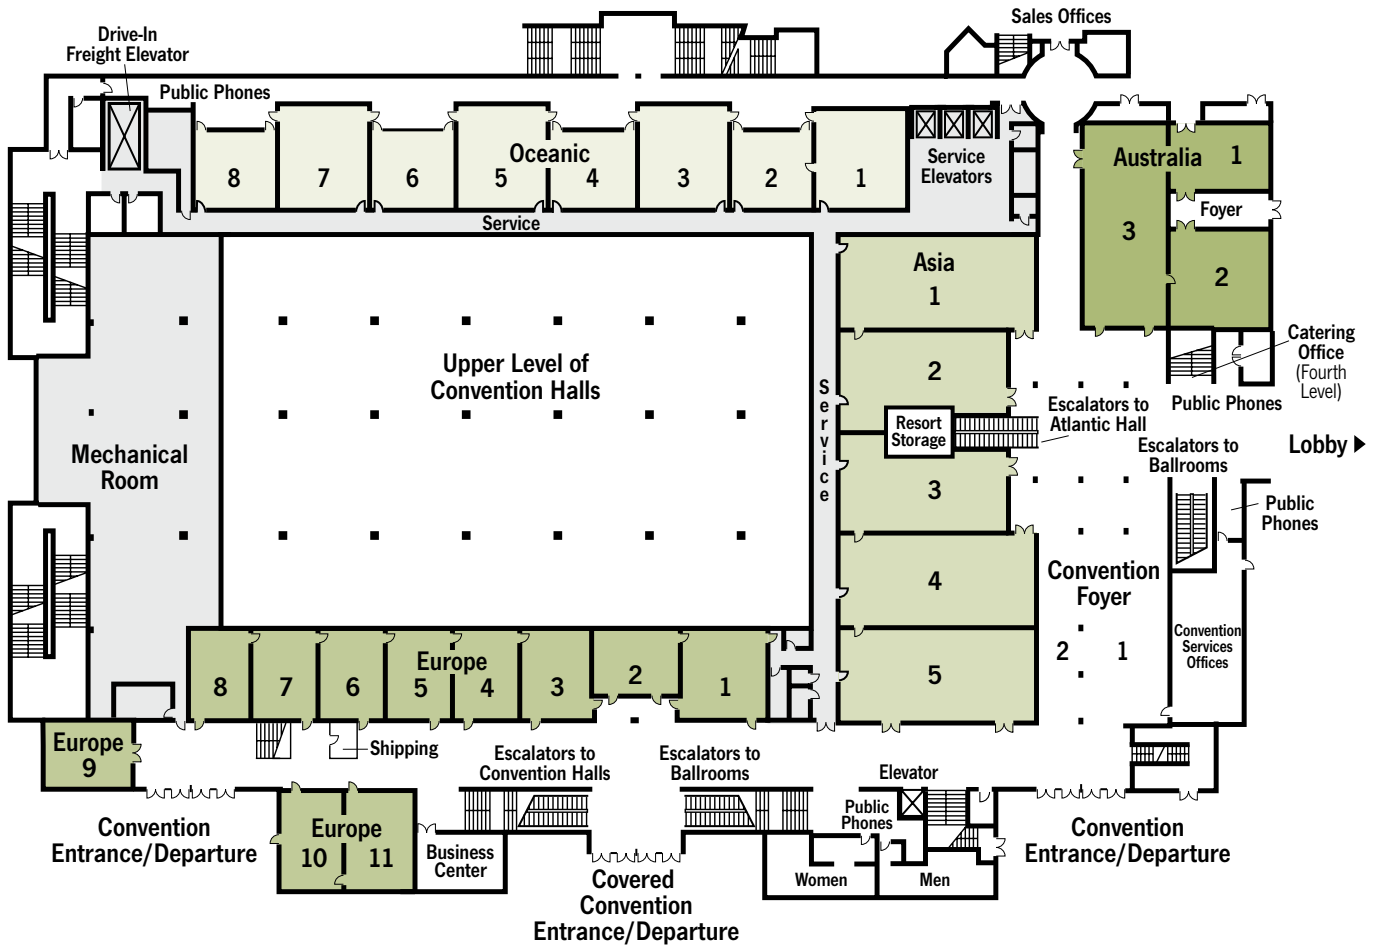 Sales Offices
Drive-In
Freight Elevator
Public Phones
Oceanic
8
7
6
5
4
3
2
1
Service
Elevators
Service
Australia
1
Foyer
3
2
Asia
1
2
Catering
Office
(Fourth
Level)
Public Phones
Upper Level of
Convention Halls
Service
Resort
Storage
Escalators to
Atlantic Hall
Lobby
Escalators to
Ballrooms
Public
Phones
Mechanical
Room
3
4
5
Convention
Foyer
2
1
Convention
Services
Offices
Europe
8
7
6
5
4
3
2
1
Shipping
Europe
9
Escalators to
Convention Halls
Escalators to
Ballrooms
Elevator
Public
Phones
Convention
Entrance/Departure
Europe
10
11
Business
Center
Covered
Convention
Entrance/Departure
Women
Men
Convention
Entrance/Departure